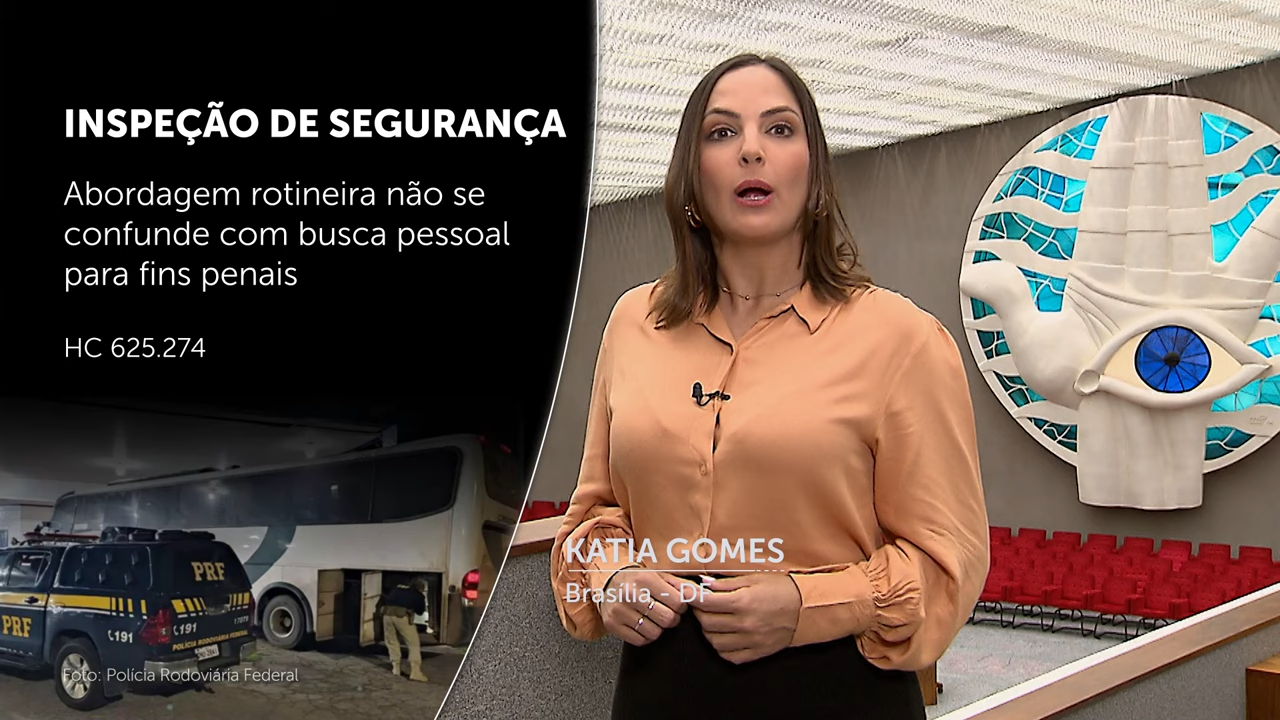 INSPEÇÃO DE SEGURANÇA
Abordagem rotineira não se
confunde com busca pessoal
para fins penais
HC 625.274
KATIA GOMES
Brasília - DF
PRF
PRF
191
191
POLÍCIA RODOVIÁRIA FEDERAL
Foto: Polícia Rodoviária Federal